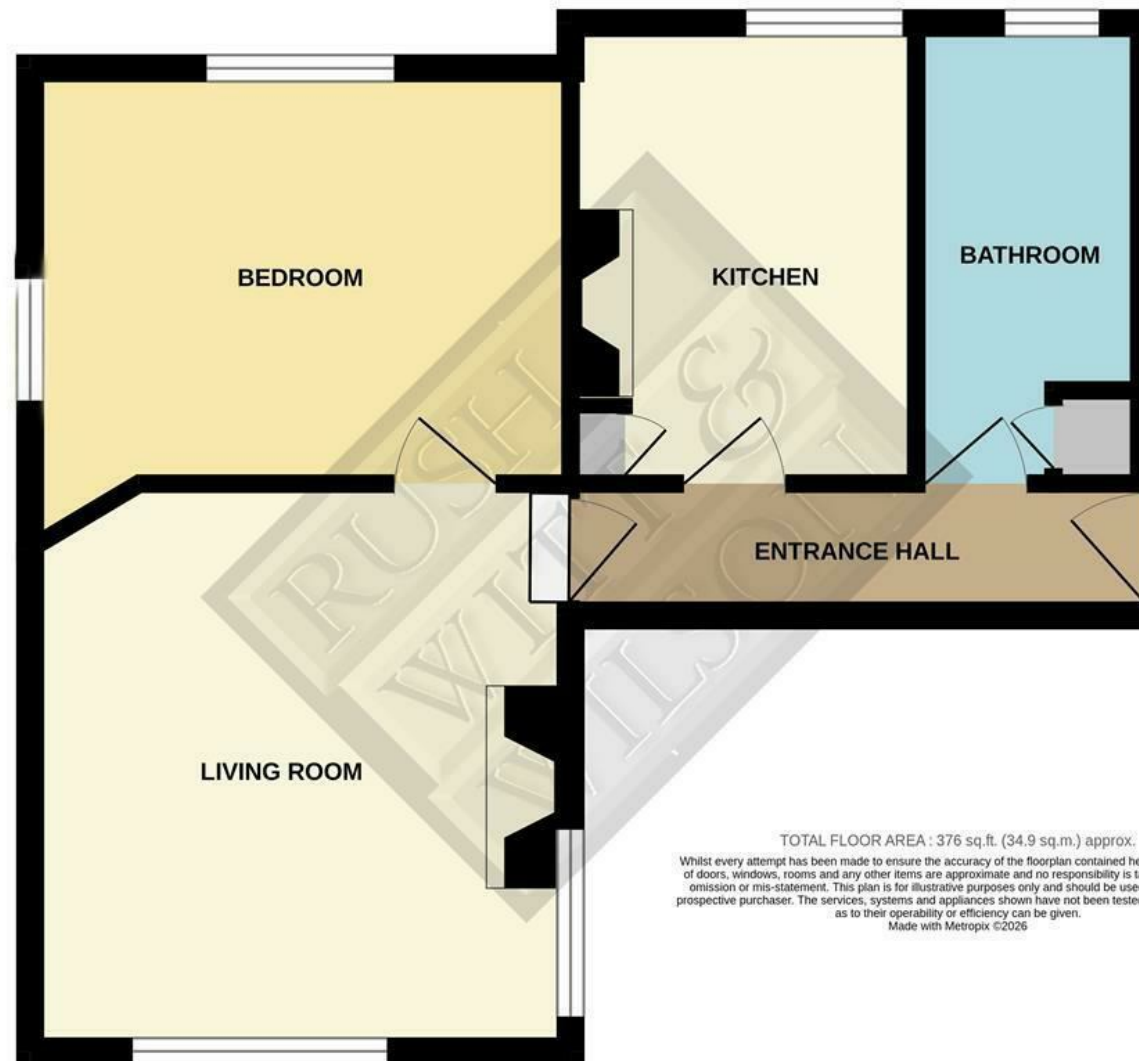 BEDROOM
KITCHEN
BATHROOM
ENTRANCE HALL
LIVING ROOM
RUSH
WITT &
WILSON
TOTAL FLOOR AREA : 376 sq.ft. (34.9 sq.m.) approx.
Whilst every attempt has been made to ensure the accuracy of the floorplan contained
of doors, windows, rooms and any other items are approximate and no responsibility is
omission or mis-statement. This plan is for illustrative purposes only and should be
prospective purchaser. The services, systems and appliances shown have not been
as to their operability or efficiency can be given.
Made with Metropix ©2026